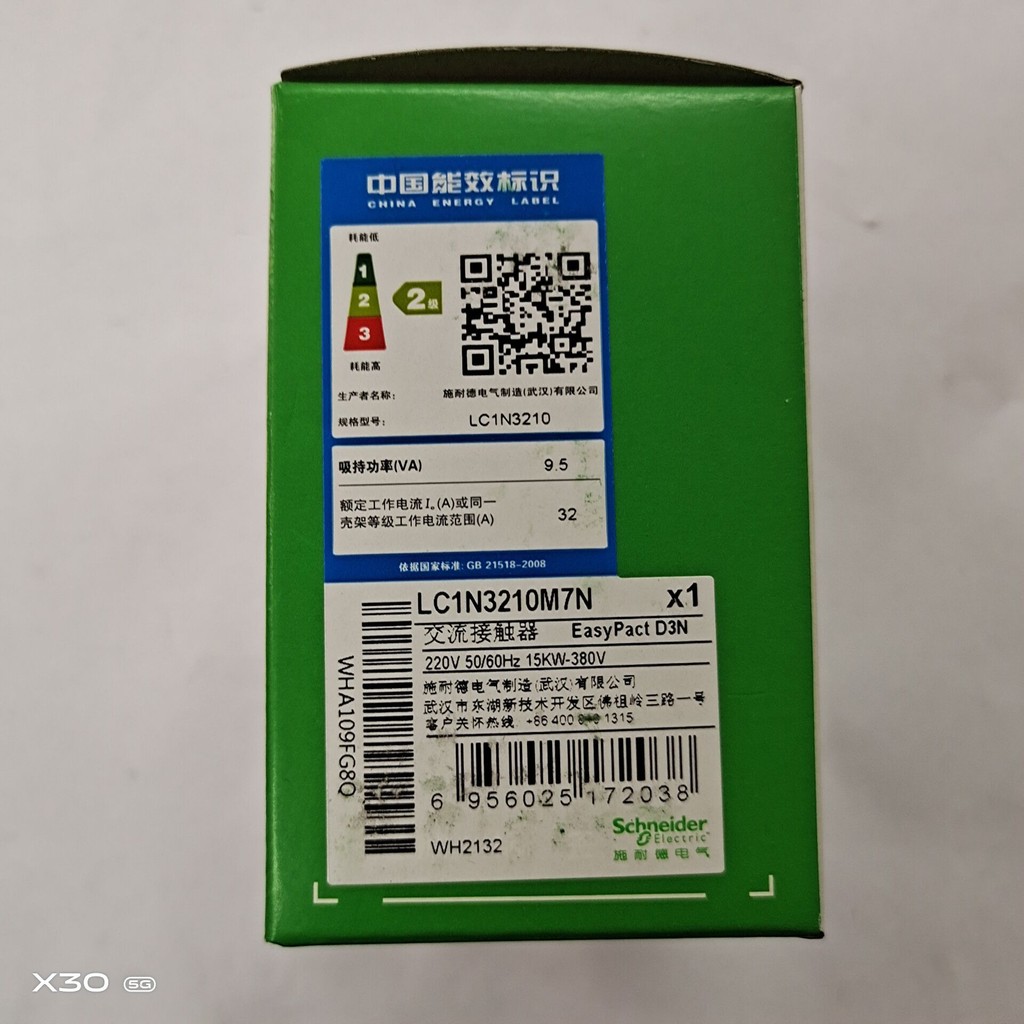 中国能效标识
CHINA ENERGY LABEL
耗能低
1
2
3
2级
耗能高
生产者名称: 施耐德电气制造(武汉)有限公司
规格型号: LC1N3210
吸持功率(VA) 9.5
额定工作电流Iₑ(A)或同一
壳架等级工作电流范围(A) 32
依据国家标准: GB 21518-2008
LC1N3210M7N x1
交流接触器 EasyPact D3N
220V 50/60Hz 15KW-380V
施耐德电气制造(武汉)有限公司
武汉市东湖新技术开发区佛祖岭三路一号
客户关怀热线 +86 400 1315
WHA109FG8Q
6 956025 172038
WH2132
Schneider
Electric
施耐德电气
X30 5G